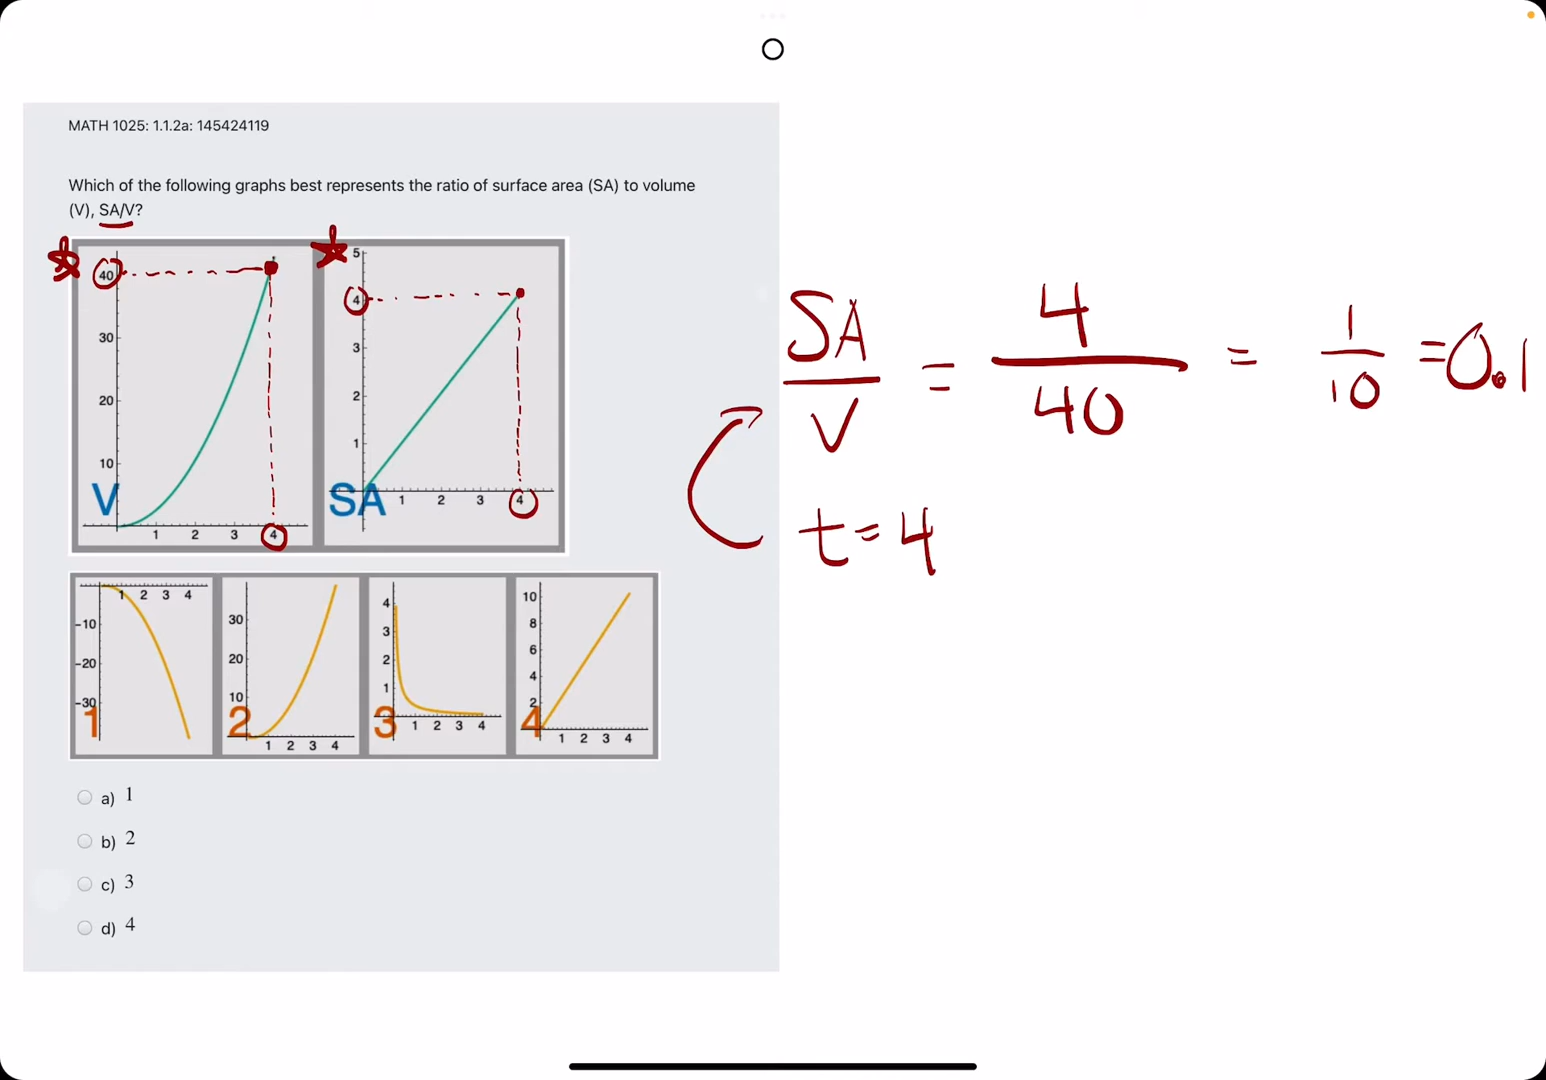 MATH 1025: 1.1.2a: 145424119
Which of the following graphs best represents the ratio of surface area (SA) to volume
(V), SA/V?
40
30
20
10
V
1 2 3 4
5
4
3
2
1
SA
1 2 3 4
1 2 3 4
-10
-20
-30
1
30
20
10
2
1 2 3 4
4
3
2
1
3
1 2 3 4
10
8
6
4
2
4
1 2 3 4
a) 1
b) 2
c) 3
d) 4
SA/V = 4/40 = 1/10 = 0.1
t = 4